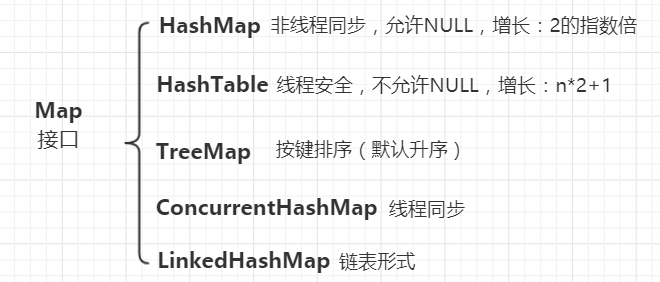 HashMap 非线程同步，允许NULL，增长：2的指数倍
HashTable 线程安全，不允许NULL，增长：n*2+1
Map
接口
TreeMap 按键排序（默认升序）
ConcurrentHashMap 线程同步
LinkedHashMap 链表形式